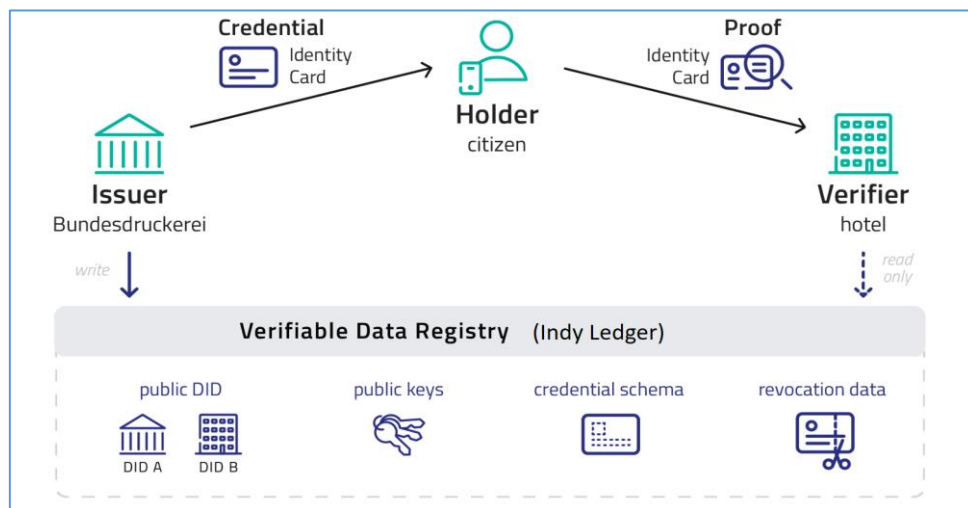 Credential
Identity
Card
Proof
Identity
Card
Holder
citizen
Issuer
Bundesdruckerei
Verifier
hotel
write
read
only
Verifiable Data Registry (Indy Ledger)
public DID
public keys
credential schema
revocation data
DID A
DID B